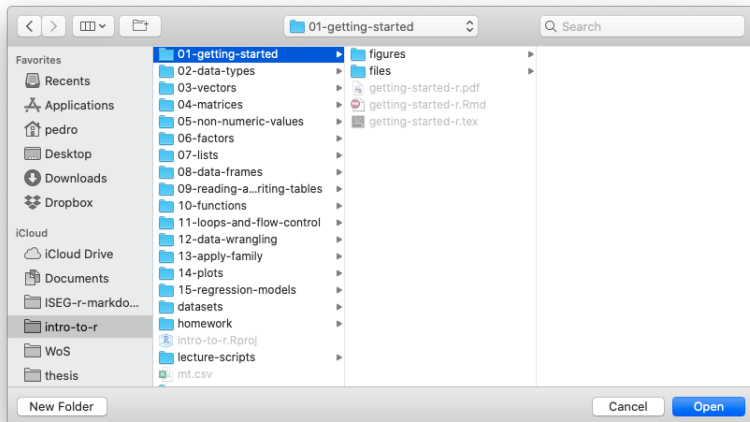 01-getting-started
Search
Favorites
Recents
Applications
pedro
Desktop
Downloads
Dropbox
iCloud
iCloud Drive
Documents
ISEG-r-markdo...
intro-to-r
WoS
thesis
01-getting-started
02-data-types
03-vectors
04-matrices
05-non-numeric-values
06-factors
07-lists
08-data-frames
09-reading-a...riting-tables
10-functions
11-loops-and-flow-control
12-data-wrangling
13-apply-family
14-plots
15-regression-models
datasets
homework
intro-to-r.Rproj
lecture-scripts
mt.csv
figures
files
getting-started-r.pdf
getting-started-r.Rmd
getting-started-r.tex
New Folder
Cancel
Open